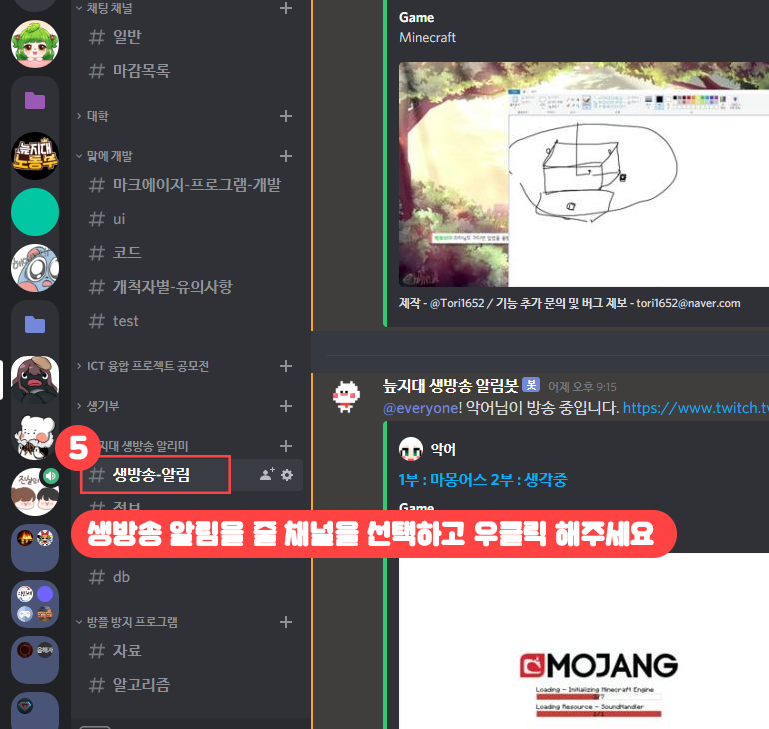 채팅 채널
일반
마감목록
대학
맡에 개발
마크에이지-프로그램-개발
ui
코드
개척자별-유의사항
test
ICT 융합 프로젝트 공모전
생기부
지대 생방송 알리미
5
생방송-알림
생방송 알림을 줄 채널을 선택하고 우클릭 해주세요
db
방플 방지 프로그램
자료
알고리즘
늪지대
노동부
Game
Minecraft
제작 - @Tori1652 / 기능 추가 문의 및 버그 제보 - tori1652@naver.com
늪지대 생방송 알림봇 봇 어제 오후 9:15
@everyone! 악어님이 방송 중입니다. https://www.twitch.tv
악어
1부 : 마몽어스 2부 : 생각중
Game
MOJANG
Loading - Initializing Minecraft Engine
Loading Resource - SoundHandler
1/1